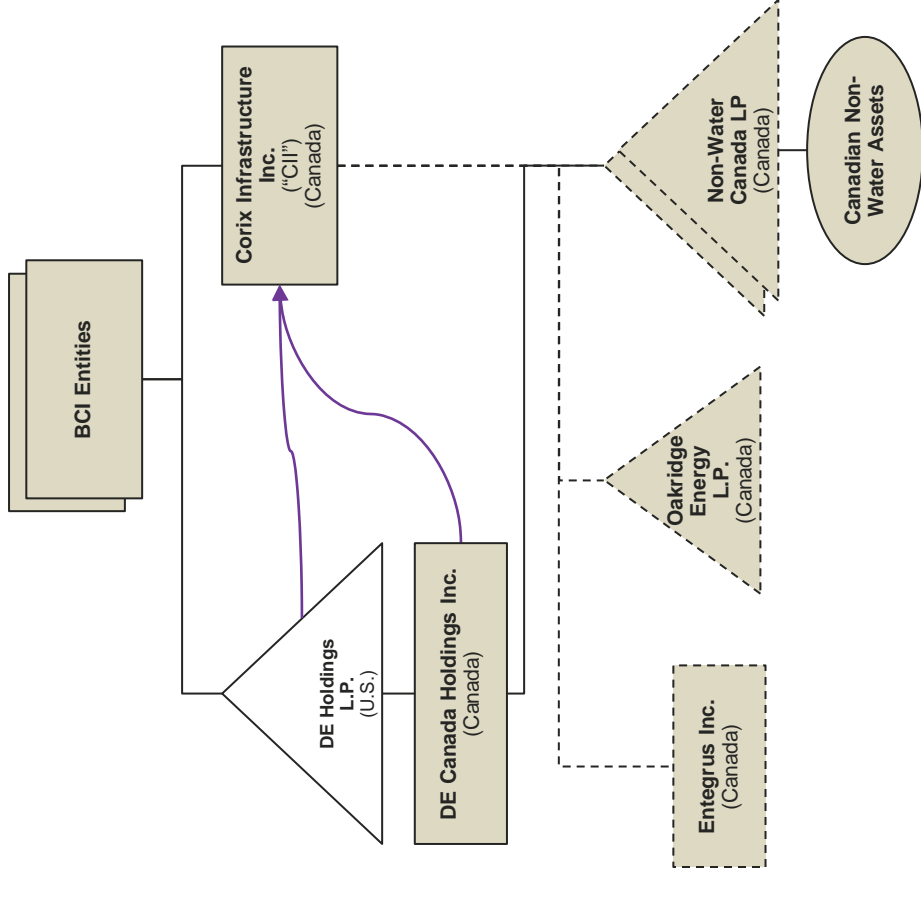 BCI Entities
Corix Infrastructure
Inc.
("CII")
(Canada)
DE Holdings
L.P.
(U.S.)
DE Canada Holdings Inc.
(Canada)
Entegrus Inc.
(Canada)
Oakridge
Energy
L.P.
(Canada)
Non-Water
Canada LP
(Canada)
Canadian Non-
Water Assets